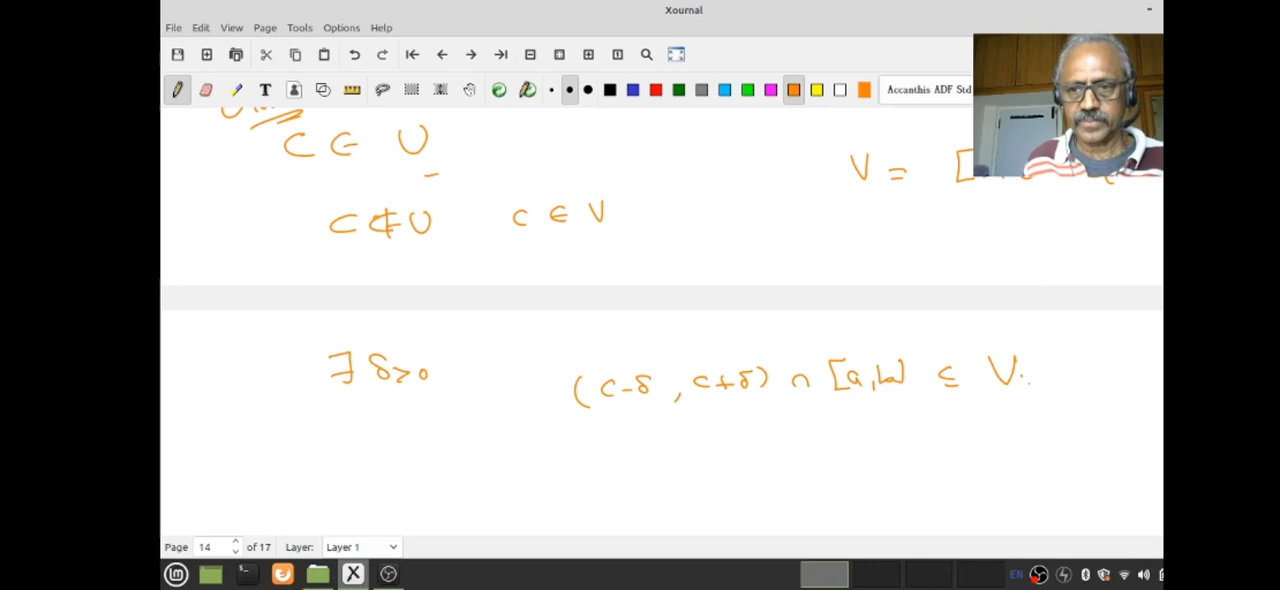 Xournal
File Edit View Page Tools Options Help
Accanthis ADF Std
C ∈ U
V = [
C ∉ U C ∈ V
∃ δ>0 (c-δ, c+δ) ∩ [a,b] ⊆ V.
Page 14 of 17 Layer: Layer 1
EN